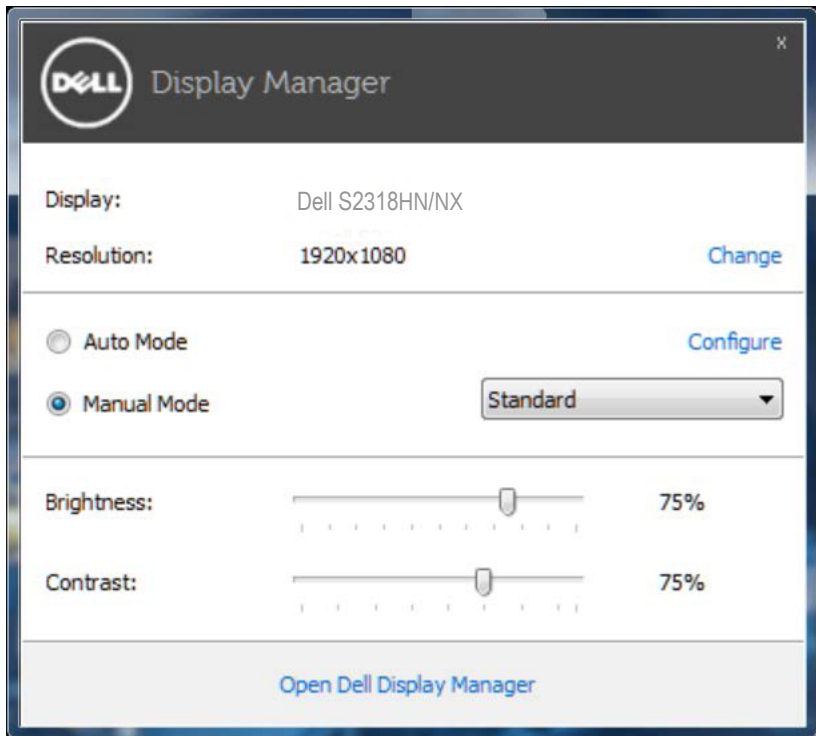 x
DELL Display Manager
Display: Dell S2318HN/NX
Resolution: 1920x1080 Change
Auto Mode Configure
Manual Mode Standard
Brightness: 75%
Contrast: 75%
Open Dell Display Manager